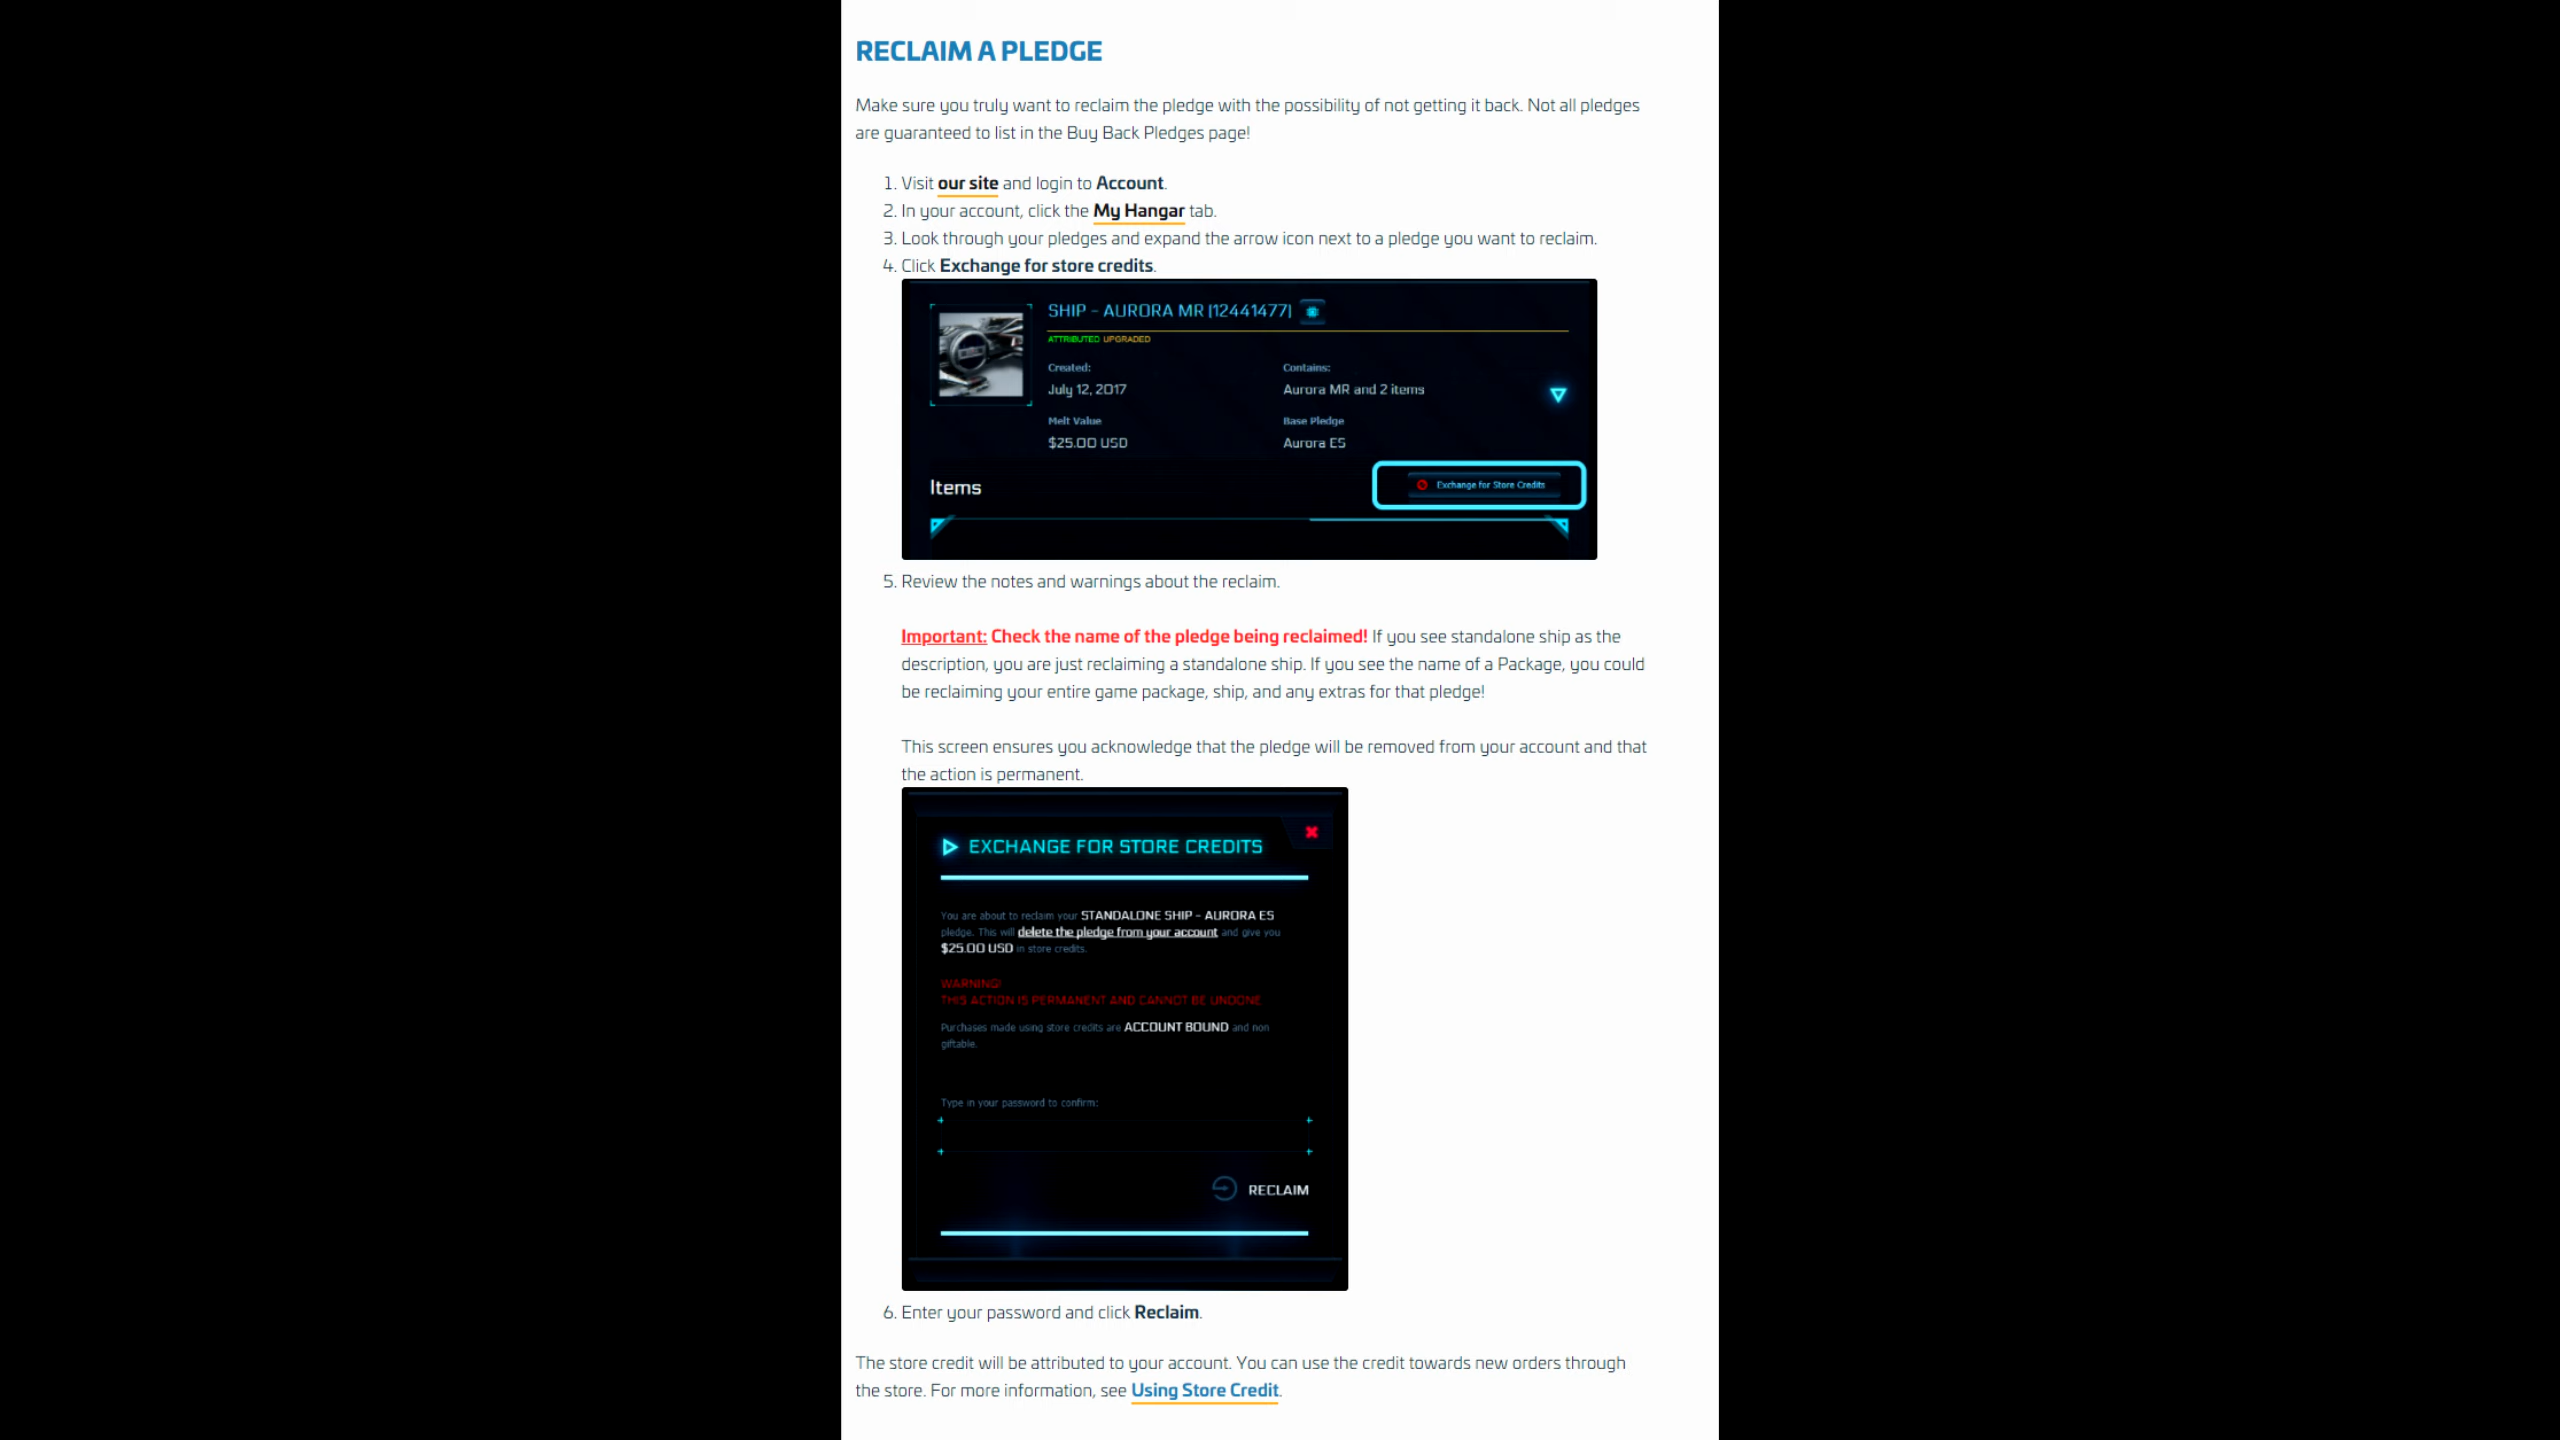 RECLAIM A PLEDGE
Make sure you truly want to reclaim the pledge with the possibility of not getting it back. Not all pledges
are guaranteed to list in the Buy Back Pledges page!
1. Visit our site and login to Account.
2. In your account, click the My Hangar tab.
3. Look through your pledges and expand the arrow icon next to a pledge you want to reclaim.
4. Click Exchange for store credits.
SHIP - AURORA MR (12441477)
ATTRIBUTED UPGRADED
Created:
July 12, 2017
Contains:
Aurora MR and 2 items
Melt Value
$25.00 USD
Base Pledge
Aurora ES
Items
Exchange for Store Credits
5. Review the notes and warnings about the reclaim.
Important: Check the name of the pledge being reclaimed! If you see standalone ship as the
description, you are just reclaiming a standalone ship. If you see the name of a Package, you could
be reclaiming your entire game package, ship, and any extras for that pledge!
This screen ensures you acknowledge that the pledge will be removed from your account and that
the action is permanent.
EXCHANGE FOR STORE CREDITS
You are about to reclaim your STANDALONE SHIP - AURORA ES
pledge. This will delete the pledge from your account and give you
$25.00 USD in store credits.
WARNING!
THIS ACTION IS PERMANENT AND CANNOT BE UNDONE
Purchases made using store credits are ACCOUNT BOUND and non
giftable.
Type in your password to confirm:
RECLAIM
6. Enter your password and click Reclaim.
The store credit will be attributed to your account. You can use the credit towards new orders through
the store. For more information, see Using Store Credit.